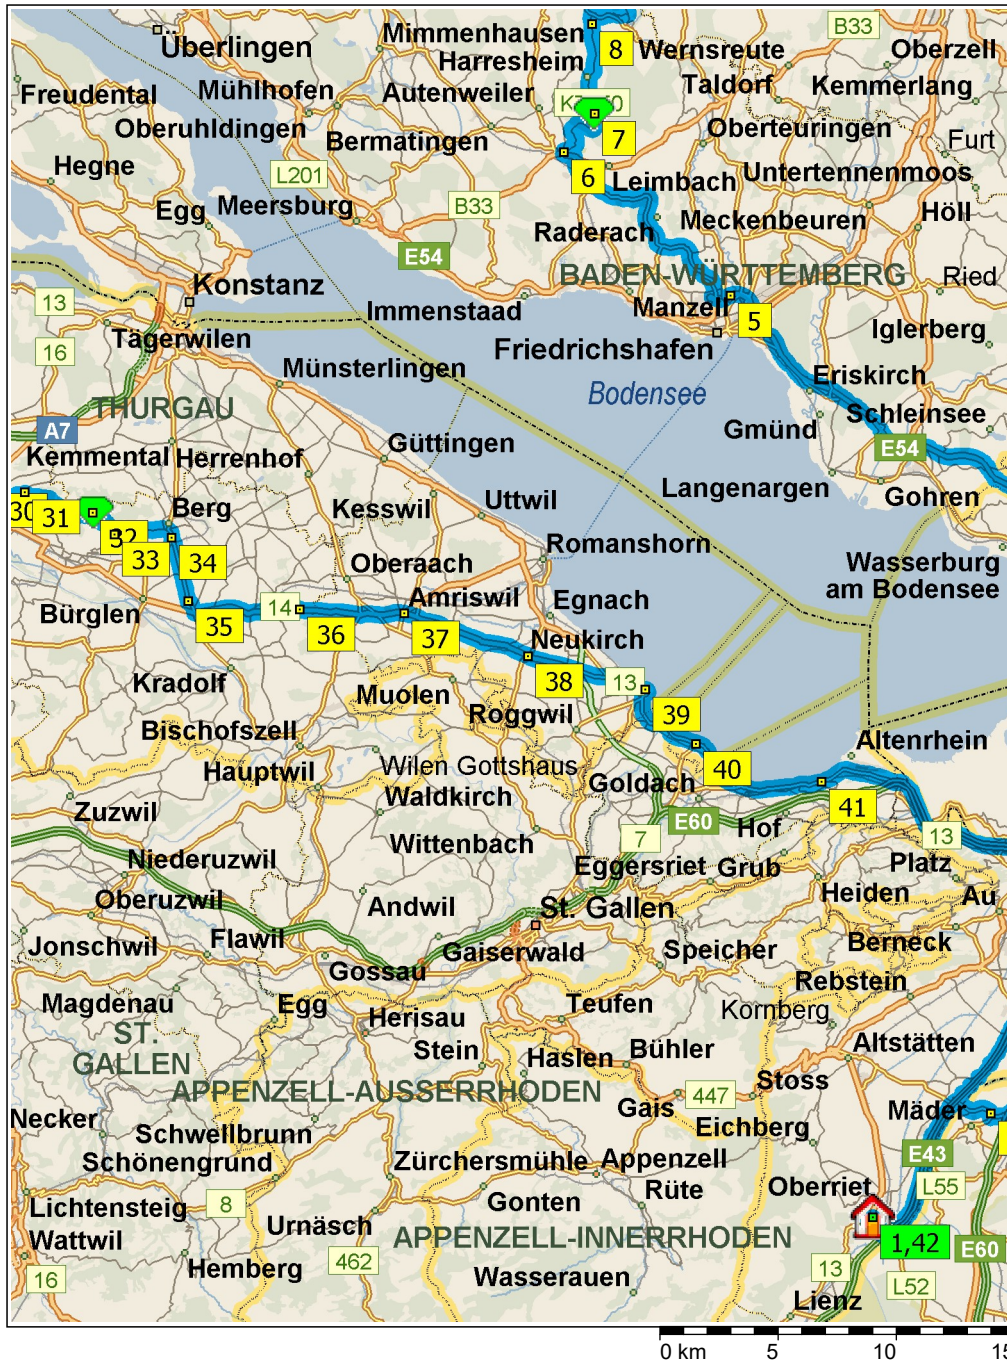 Überlingen
Mimmenhausen
8
Wernsreute
B33
Oberzell
Harresheim
Freudental
Mühlhofen
Autenweiler
Taldorf
Kemmerlang
Oberuhldingen
Bermatingen
7
Oberteuringen
Furt
Hegne
L201
6
Leimbach
Untertennenmoos
Egg
Meersburg
B33
Raderach
Meckenbeuren
Höll
E54
BADEN-WÜRTTEMBERG
Ried
Konstanz
13
Immenstaad
Manzell
5
Iglerberg
Tägerwilen
16
Münsterlingen
Friedrichshafen
Eriskirch
THURGAU
Bodensee
Schleinsee
A7
Güttingen
Gmünd
E54
Kemmental
Herrenhof
Langenargen
Gohren
30
31
Berg
Kesswil
Uttwil
32
33
34
Oberaach
Romanshorn
Wasserburg
am Bodensee
Bürglen
35
14
36
Amriswil
37
Egnach
Neukirch
38
Kradolf
Muolen
13
39
Roggwil
Bischofszell
Altenrhein
Hauptwil
Wilen Gottshaus
Goldach
40
41
Zuzwil
Waldkirch
E60
Hof
13
Wittenbach
7
Niederuzwil
Eggersriet
Grub
Platz
Oberuzwil
Andwil
St. Gallen
Heiden
Au
Jonschwil
Flawil
Gaiserwald
Speicher
Berneck
Gossau
Rebstein
Magdenau
Egg
Teufen
Kornberg
Herisau
ST.
GALLEN
Stein
Haslen
Bühler
Altstätten
APPENZELL-AUSSERRHODEN
447
Stoss
Gais
Mäder
Necker
Schwellbrunn
Eichberg
E43
Schönengrund
Zürchersmühle
Appenzell
Oberriet
L55
Lichtensteig
8
Gonten
Rüte
Wattwil
Urnäsch
APPENZELL-INNERRHODEN
1,42
E60
Hemberg
462
Wasserauen
13
L52
16
Lienz
0 km
5
10